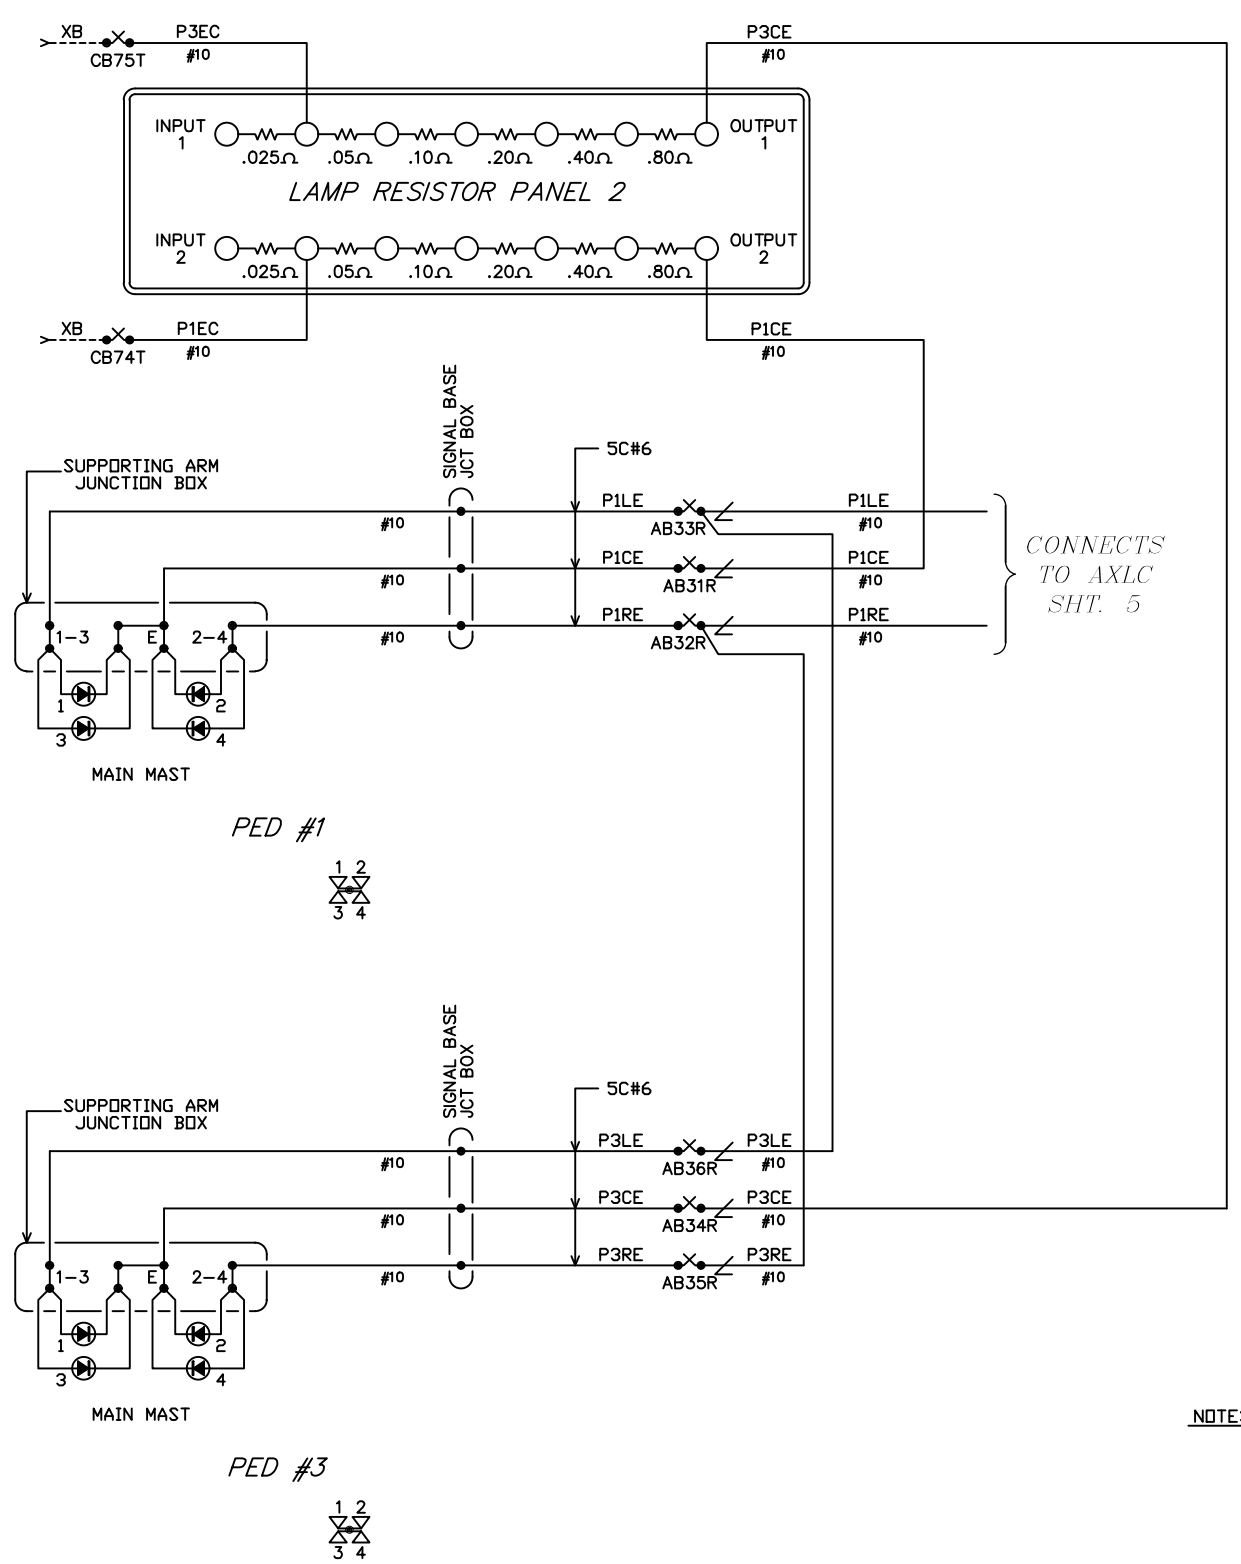 XB P3EC P3CE
CB75T #10 #10
INPUT 1 OUTPUT 1
.025Ω .05Ω .10Ω .20Ω .40Ω .80Ω
LAMP RESISTOR PANEL 2
INPUT 2 OUTPUT 2
.025Ω .05Ω .10Ω .20Ω .40Ω .80Ω
XB P1EC P1CE
CB74T #10 #10
SIGNAL BASE
JCT BOX
5C#6
SUPPORTING ARM
JUNCTION BOX
P1LE P1LE
#10 AB33R #10
P1CE P1CE
#10 AB31R #10
P1RE P1RE
#10 AB32R #10
CONNECTS
TO AXLC
SHT. 5
1-3 E 2-4
1 2
3 4
MAIN MAST
PED #1
1 2
3 4
SIGNAL BASE
JCT BOX
5C#6
SUPPORTING ARM
JUNCTION BOX
P3LE P3LE
#10 AB36R #10
P3CE P3CE
#10 AB34R #10
P3RE P3RE
#10 AB35R #10
1-3 E 2-4
1 2
3 4
MAIN MAST
NOTE:
PED #3
1 2
3 4